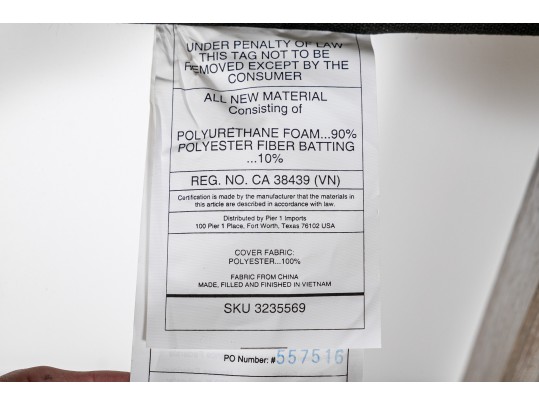 UNDER PENALTY OF LAW
THIS TAG NOT TO BE
REMOVED EXCEPT BY THE
CONSUMER
ALL NEW MATERIAL
Consisting of
POLYURETHANE FOAM...90%
POLYESTER FIBER BATTING
...10%
REG. NO. CA 38439 (VN)
Certification is made by the manufacturer that the materials in
this article are described in accordance with law.
Distributed by Pier 1 Imports
100 Pier 1 Place, Fort Worth, Texas 76102 USA
COVER FABRIC:
POLYESTER...100%
FABRIC FROM CHINA
MADE, FILLED AND FINISHED IN VIETNAM
SKU 3235569
PO Number: #557516